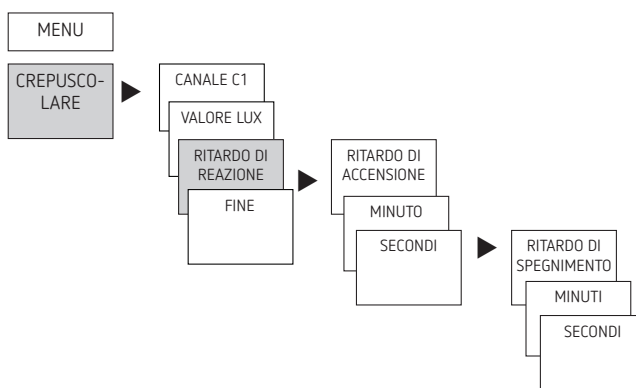 MENU
CREPUSCO-
LARE
CANALE C1
VALORE LUX
RITARDO DI
REAZIONE
FINE
RITARDO DI
ACCENSIONE
MINUTO
SECONDI
RITARDO DI
SPEGNIMENTO
MINUTI
SECONDI